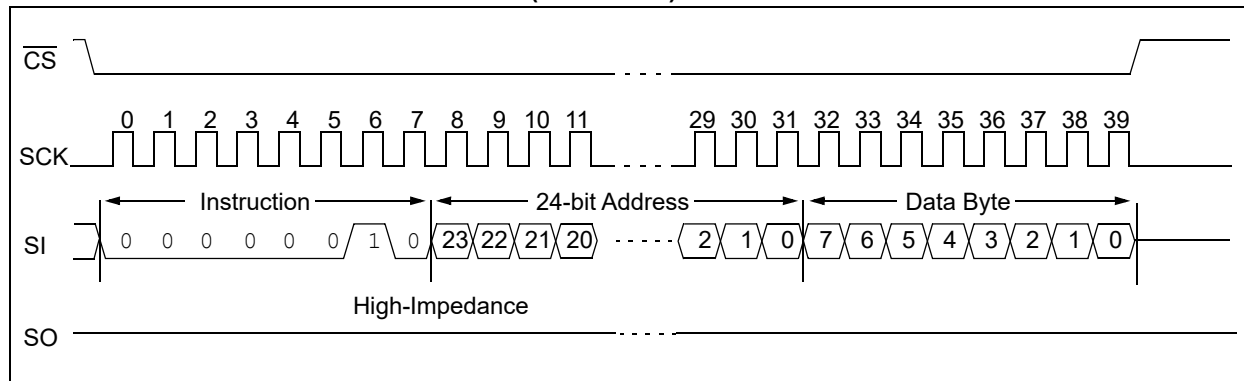 CS
0 1 2 3 4 5 6 7 8 9 10 11 29 30 31 32 33 34 35 36 37 38 39
SCK
Instruction 24-bit Address Data Byte
SI 0 0 0 0 0 0 1 0 23 22 21 20 2 1 0 7 6 5 4 3 2 1 0
High-Impedance
SO